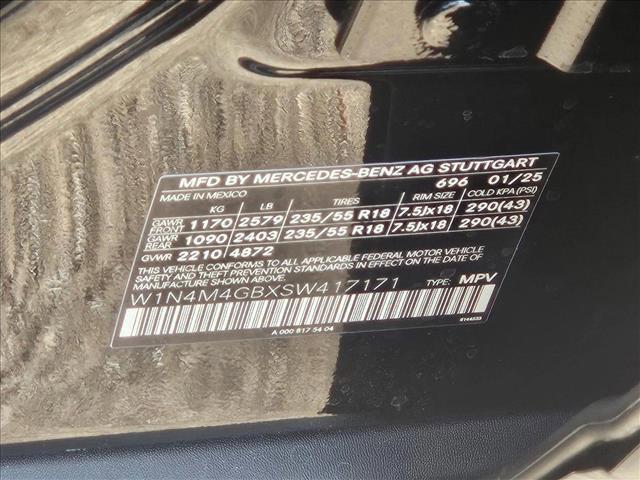 MFD BY MERCEDES-BENZ AG STUTTGART
MADE IN MEXICO 696 01/25
KG LB TIRES RIM SIZE COLD KPA(PSI)
GAWR FRONT 1170 2579 235/55 R18 7.5Jx18 290(43)
GAWR REAR 1090 2403 235/55 R18 7.5Jx18 290(43)
GVWR 2210 4872
THIS VEHICLE CONFORMS TO ALL APPLICABLE FEDERAL MOTOR VEHICLE
SAFETY AND THEFT PREVENTION STANDARDS IN EFFECT ON THE DATE OF
MANUFACTURE SHOWN ABOVE.
W1N4M4GBXSW417171 TYPE: MPV
A 000 817 54 04